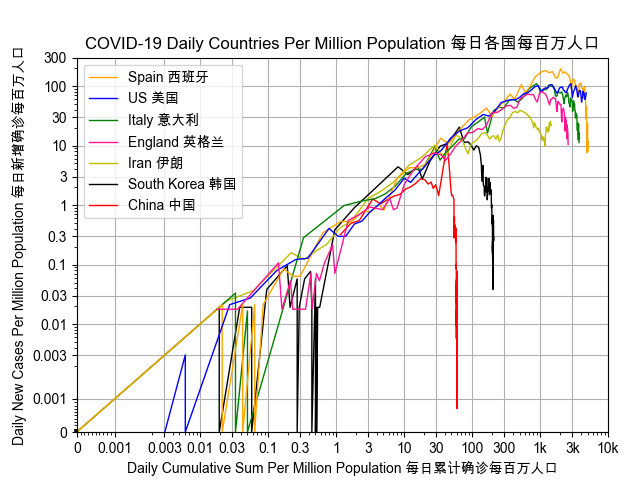 COVID-19 Daily Countries Per Million Population 每日各国每百万人口
Daily New Cases Per Million Population 每日新增确诊每百万人口
300
100
30
10
3
1
0.3
0.1
0.03
0.01
0.003
0.001
0
Spain 西班牙
US 美国
Italy 意大利
England 英格兰
Iran 伊朗
South Korea 韩国
China 中国
0 0.001 0.003 0.01 0.03 0.1 0.3 1 3 10 30 100 300 1k 3k 10k
Daily Cumulative Sum Per Million Population 每日累计确诊每百万人口